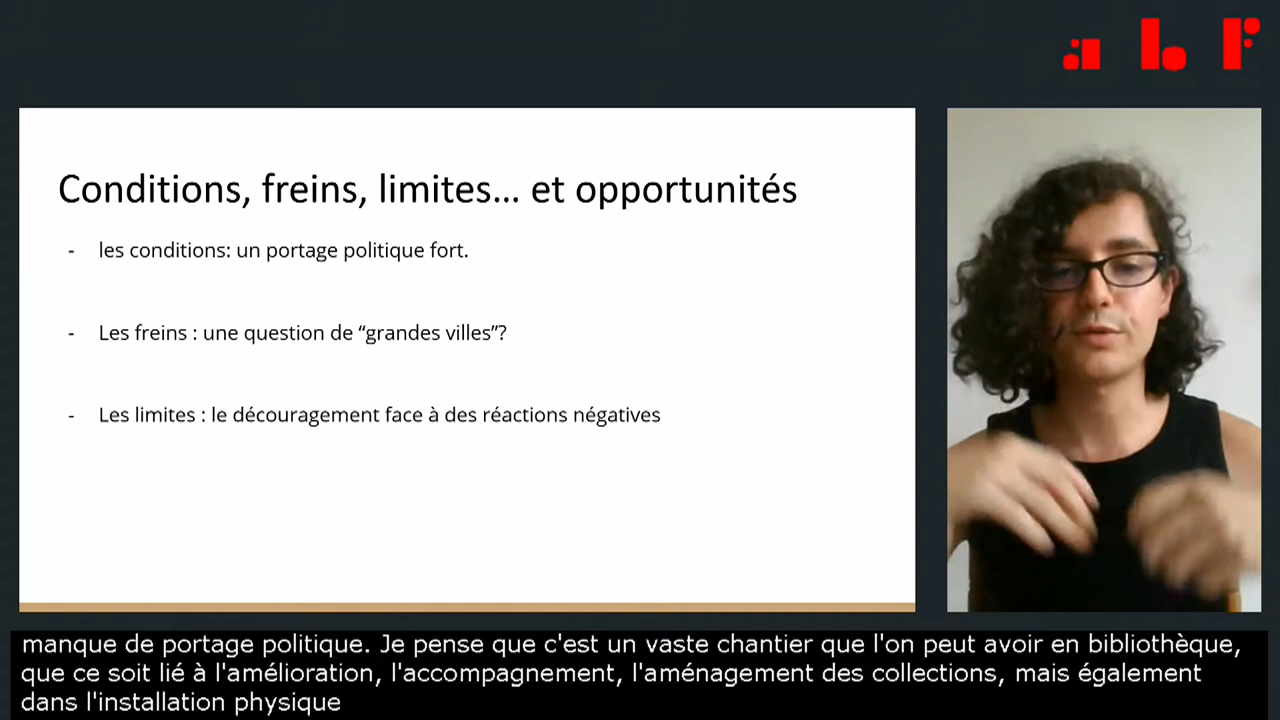 abf
Conditions, freins, limites... et opportunités
- les conditions: un portage politique fort.
- Les freins : une question de “grandes villes”?
- Les limites : le découragement face à des réactions négatives
manque de portage politique. Je pense que c'est un vaste chantier que l'on peut avoir en bibliothèque,
que ce soit lié à l'amélioration, l'accompagnement, l'aménagement des collections, mais également
dans l'installation physique